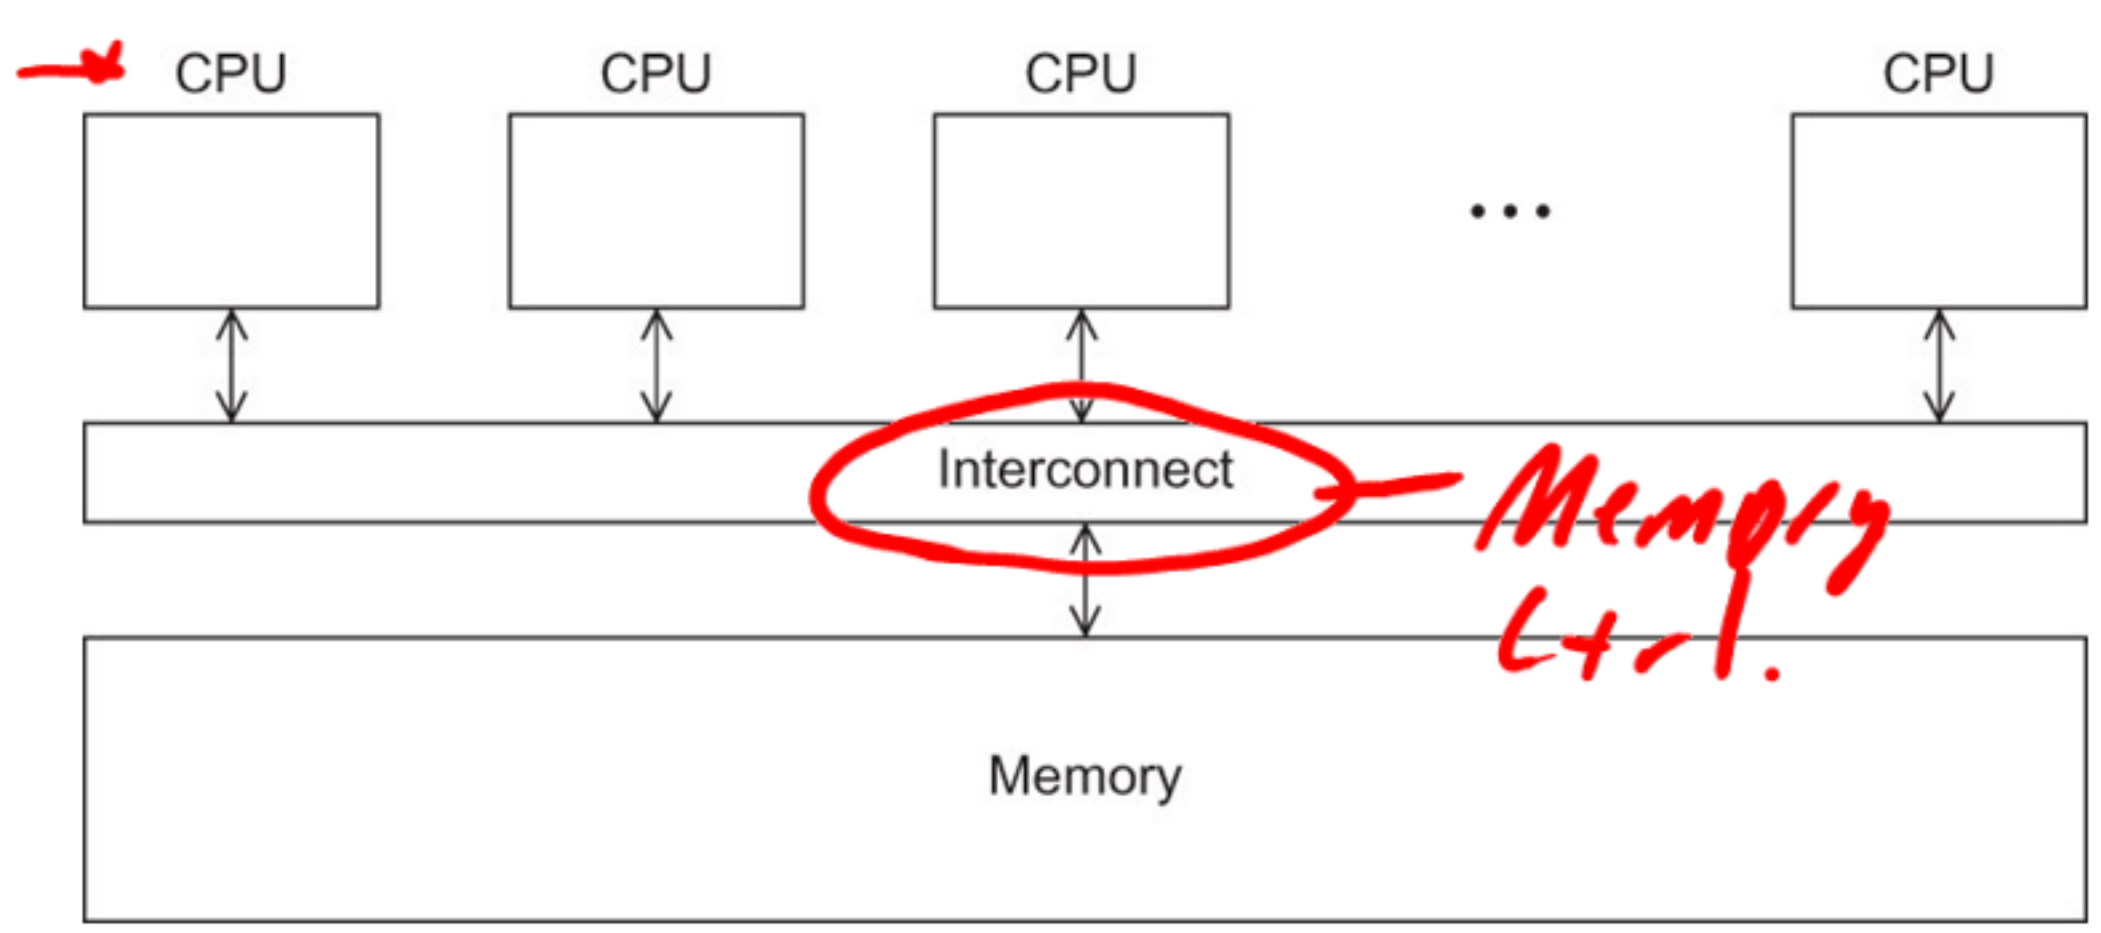 CPU CPU CPU CPU
...
Interconnect
Memory
Ctrl.
Memory